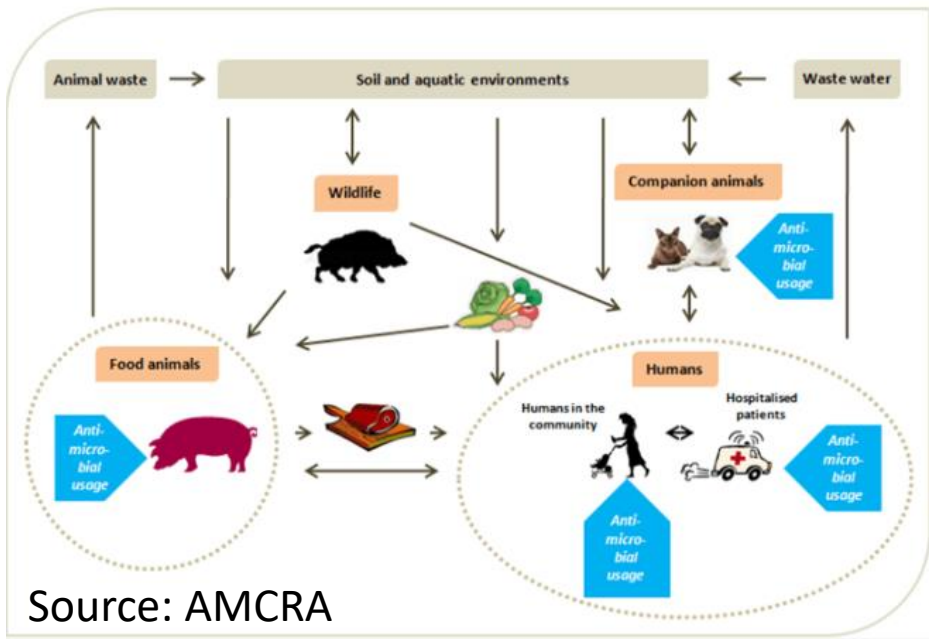 Animal waste
Soil and aquatic environments
Waste water
Wildlife
Companion animals
Anti-
micro-
bial
usage
Food animals
Anti-
micro-
bial
usage
Humans
Humans in the
community
Hospitalised
patients
Anti-
micro-
bial
usage
Anti-
micro-
bial
usage
Source: AMCRA